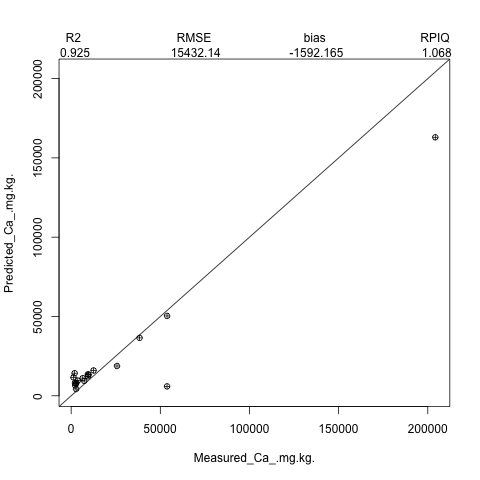 R2 RMSE bias RPIQ
0.925 15432.14 -1592.165 1.068
Predicted_Ca_.mg.kg.
200000
150000
100000
50000
0
0 50000 100000 150000 200000
Measured_Ca_.mg.kg.